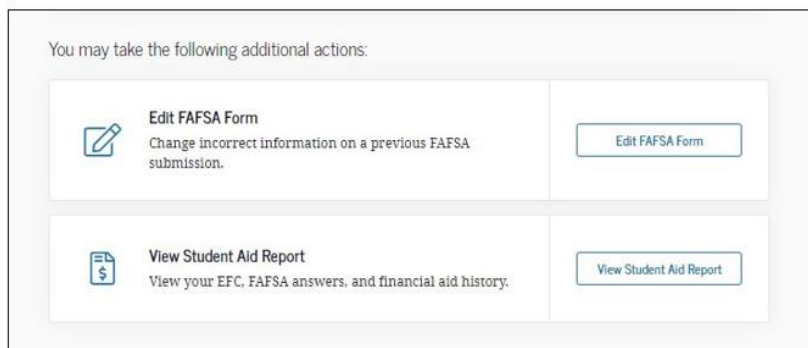 You may take the following additional actions:
Edit FAFSA Form
Change incorrect information on a previous FAFSA
submission.
Edit FAFSA Form
$
View Student Aid Report
View your EFC, FAFSA answers, and financial aid history.
View Student Aid Report